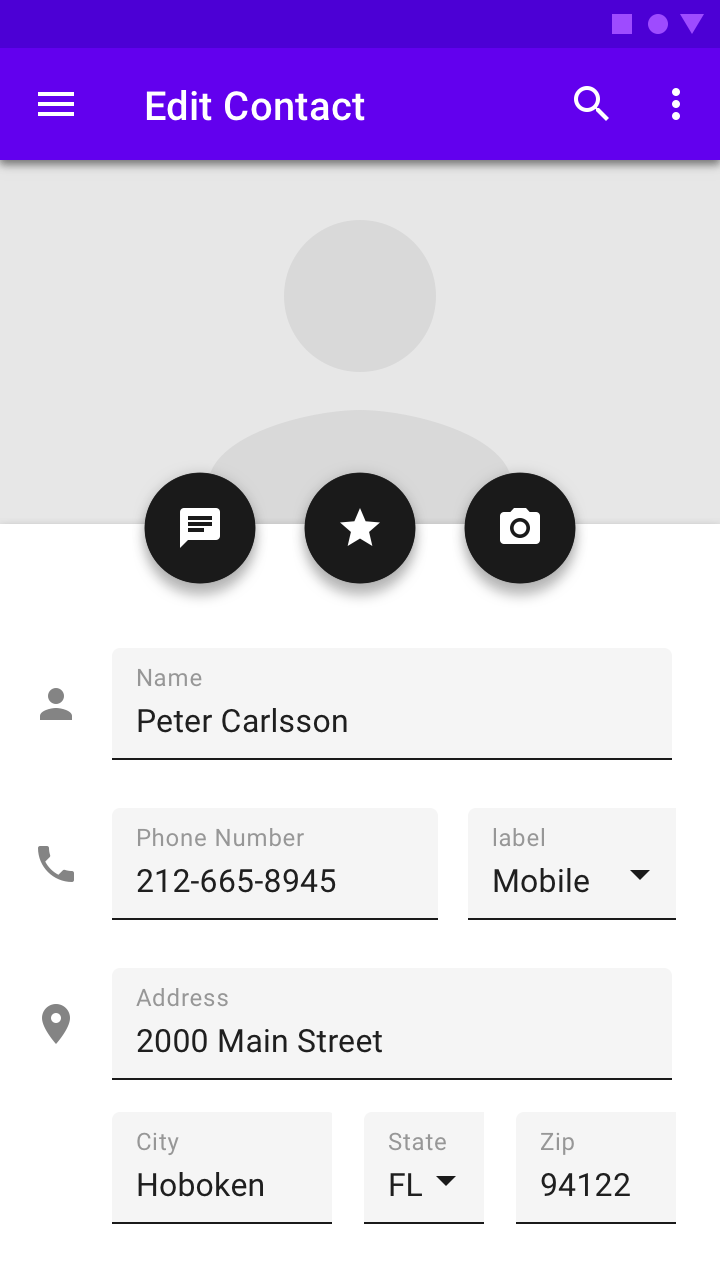 Edit Contact
Name
Peter Carlsson
Phone Number
212-665-8945
label
Mobile
Address
2000 Main Street
City
Hoboken
State
FL
Zip
94122